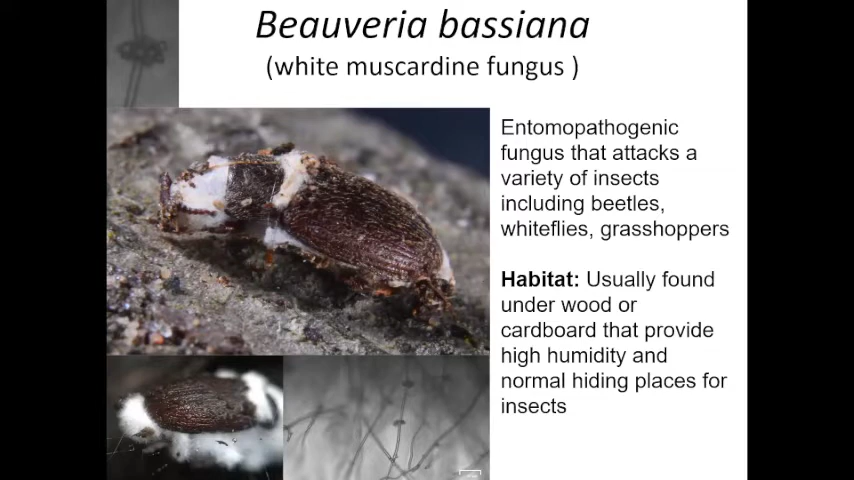 Beauveria bassiana
(white muscardine fungus )
Entomopathogenic
fungus that attacks a
variety of insects
including beetles,
whiteflies, grasshoppers
Habitat: Usually found
under wood or
cardboard that provide
high humidity and
normal hiding places for
insects